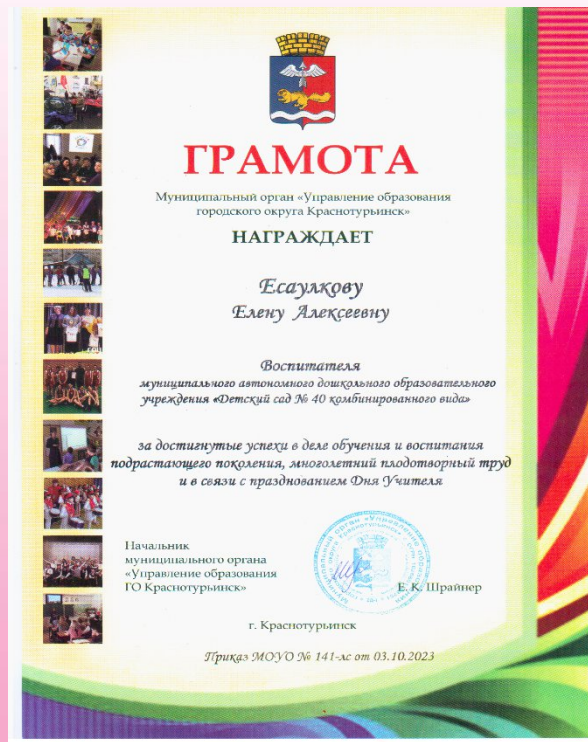 ГРАМОТА
Муниципальный орган «Управление образования
городского округа Краснотурьинск»
НАГРАЖДАЕТ
Есаулкову
Елену Алексеевну
Воспитателя
муниципального автономного дошкольного образовательного
учреждения «Детский сад № 40 комбинированного вида»
за достигнутые успехи в деле обучения и воспитания
подрастающего поколения, многолетний плодотворный труд
и в связи с празднованием Дня Учителя
Начальник
муниципального органа
«Управление образования
ГО Краснотурьинск»
Е. К. Шрайнер
г. Краснотурьинск
Приказ МОУО № 141-лс от 03.10.2023